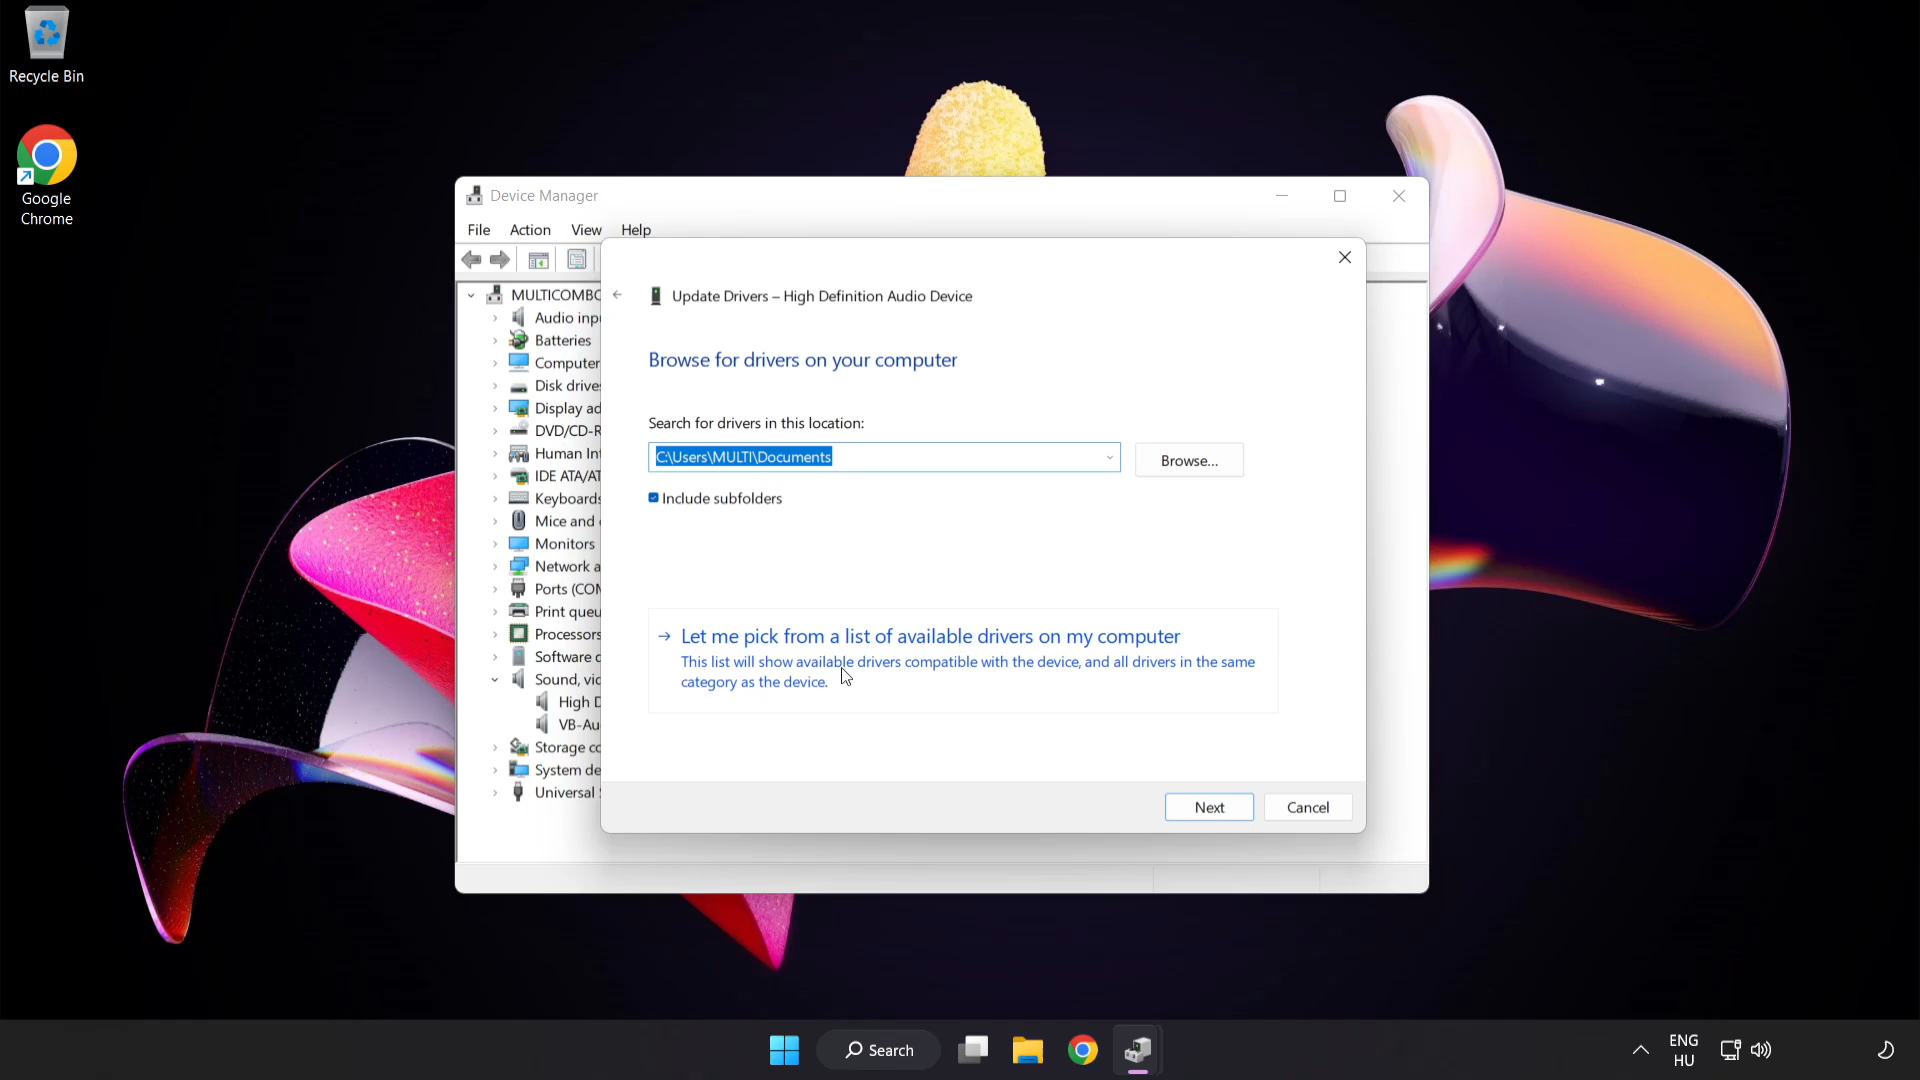 Recycle Bin
Google
Chrome
Device Manager
File Action View Help
Update Drivers – High Definition Audio Device
Browse for drivers on your computer
Search for drivers in this location:
C:\Users\MULTI\Documents
Browse...
Include subfolders
Let me pick from a list of available drivers on my computer
This list will show available drivers compatible with the device, and all drivers in the same
category as the device.
Next Cancel
MULTICOMBO
Audio inp
Batteries
Computer
Disk drive
Display ad
DVD/CD-R
Human In
IDE ATA/AT
Keyboards
Mice and
Monitors
Network a
Ports (COM
Print queu
Processors
Software d
Sound, vid
High D
VB-Au
Storage co
System de
Universal
Search
ENG
HU